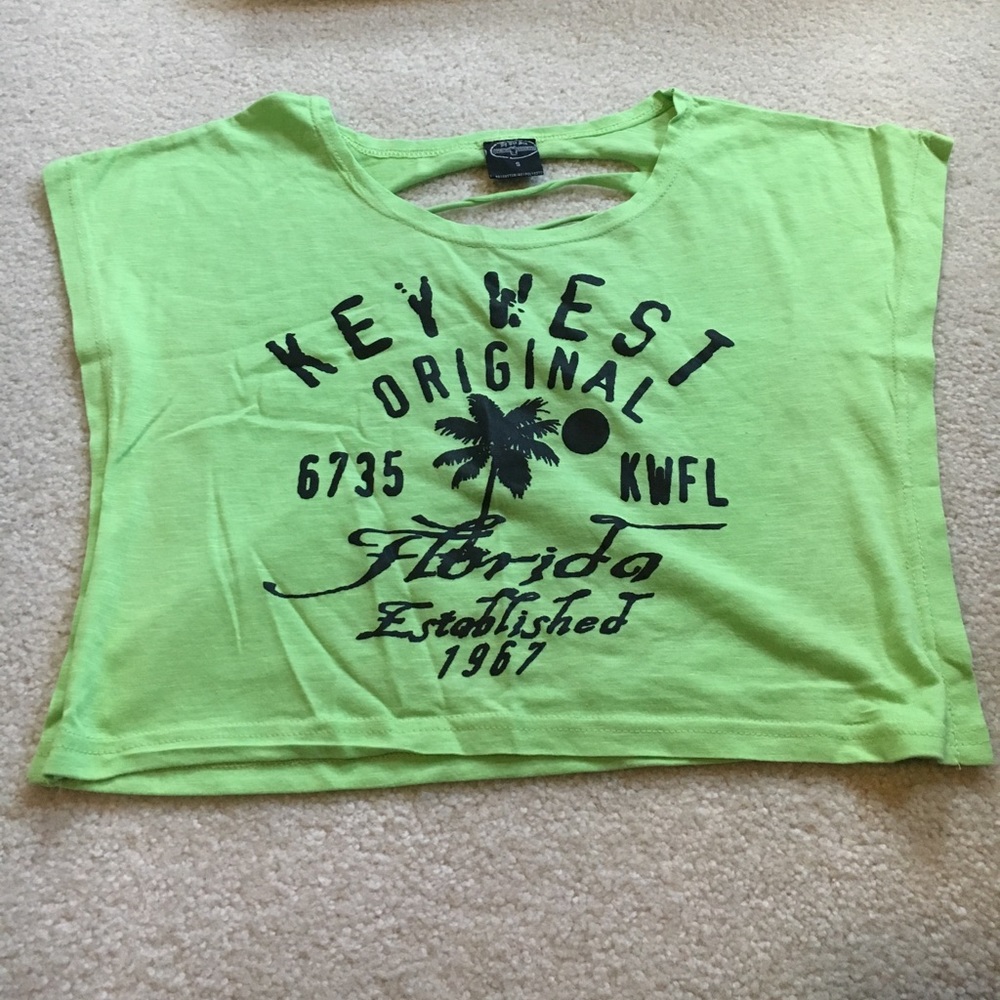 S
KEY WEST
ORIGINAL
6735 KWFL
Florida
Established
1967